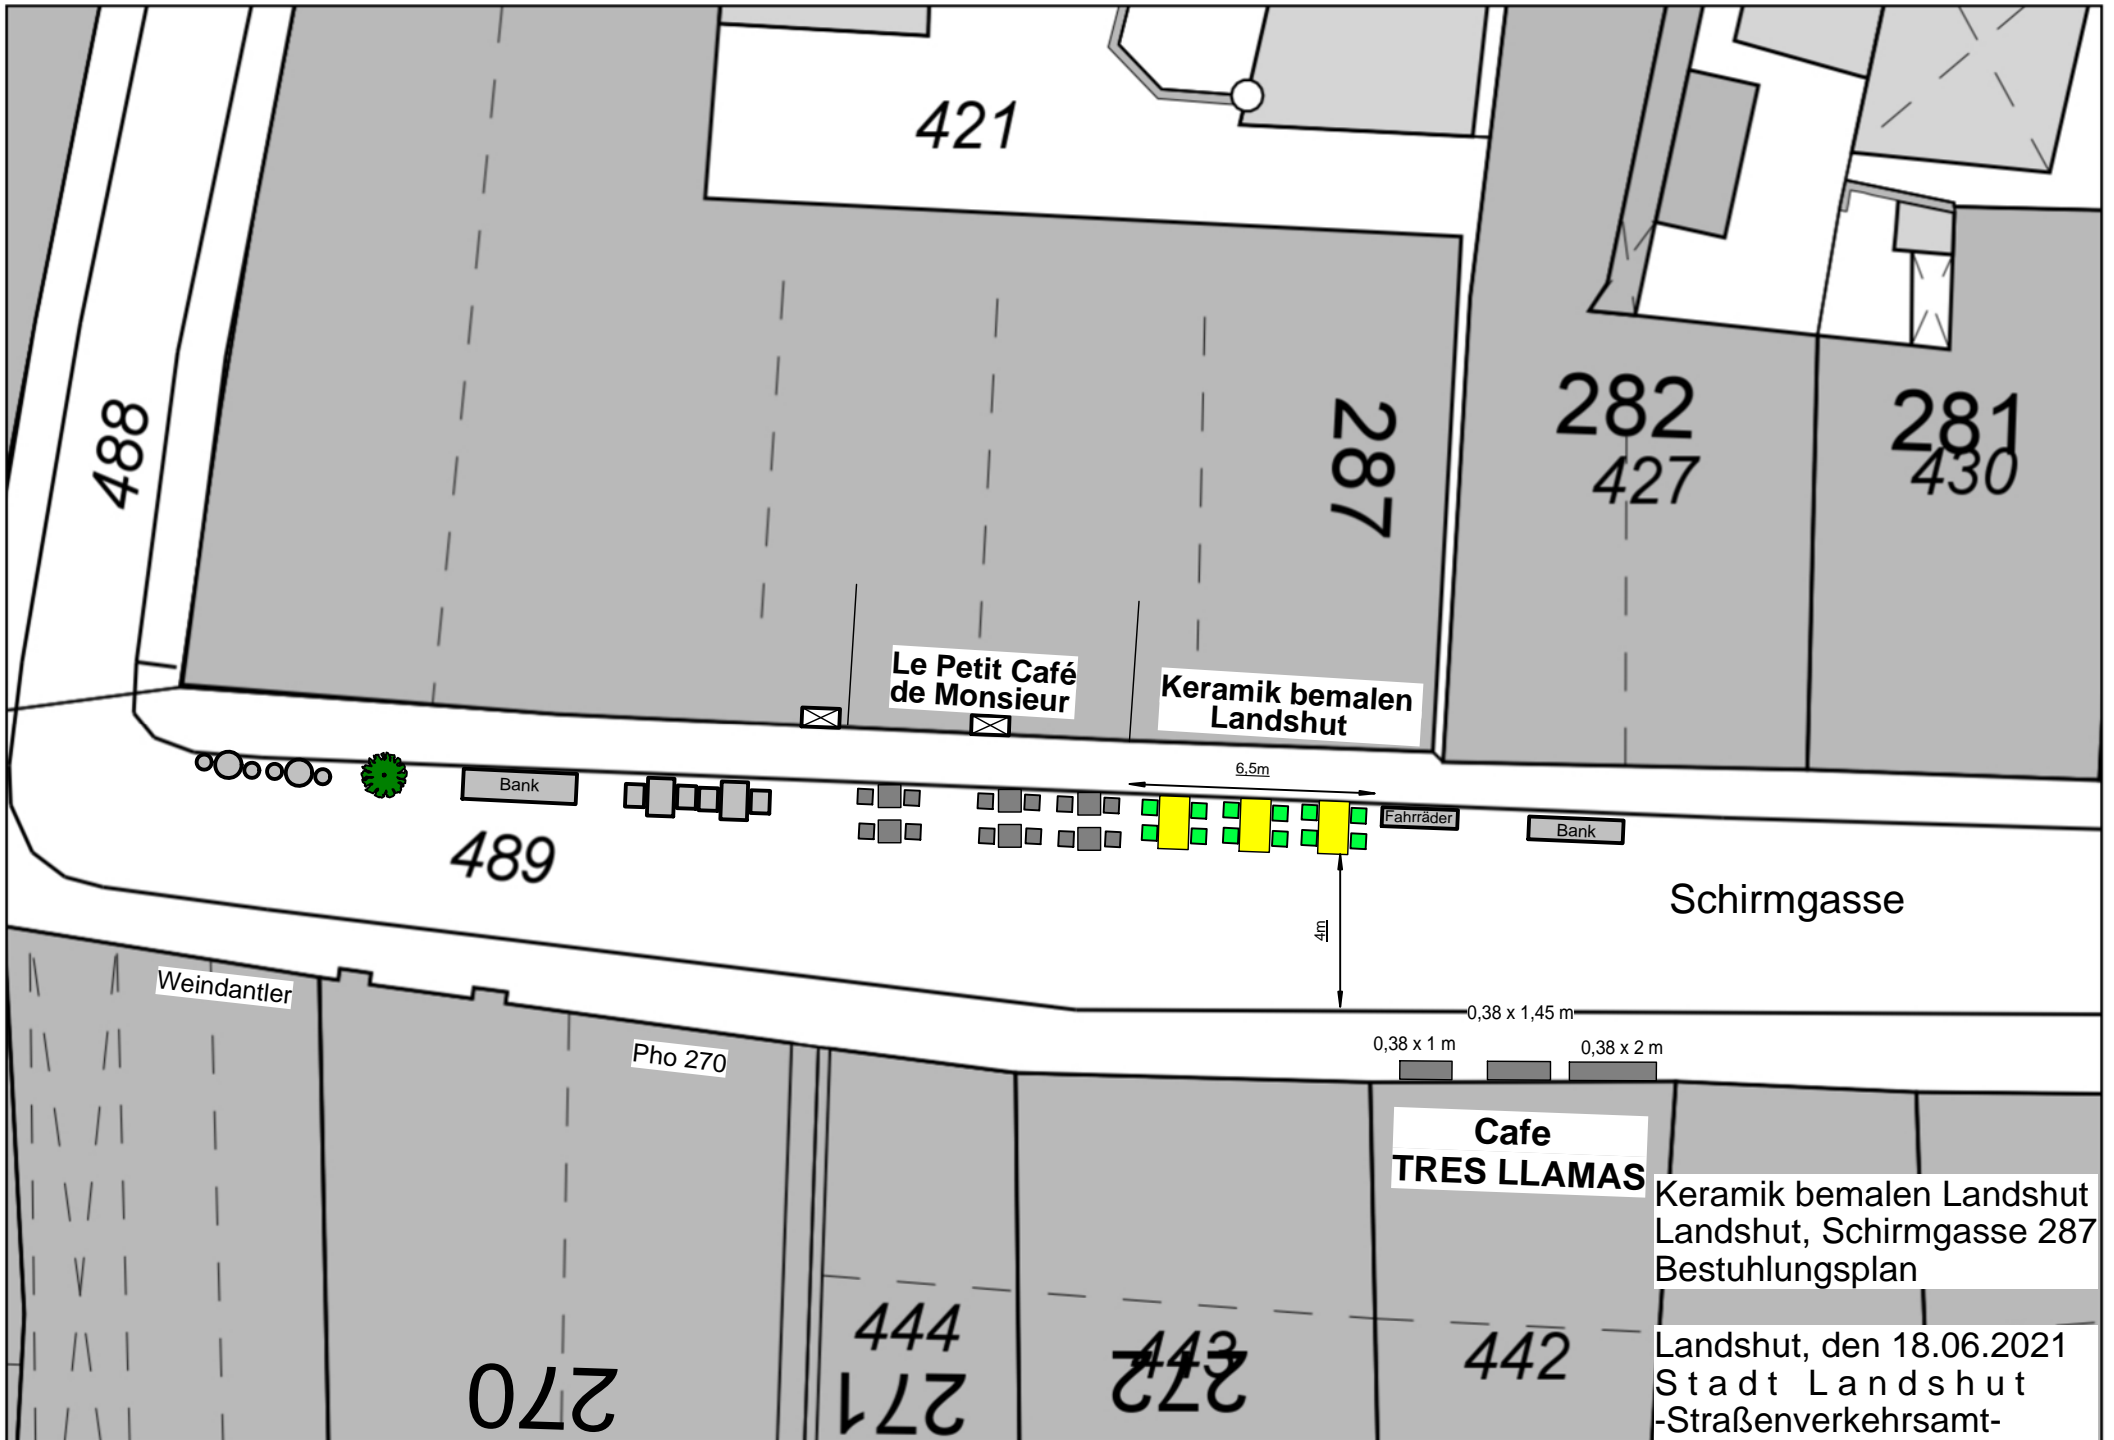 421
488
287
282
427
281
430
Le Petit Café
de Monsieur
Keramik bemalen
Landshut
6,5m
Bank
Fahrräder
Bank
489
Schirmgasse
4m
Weindantler
Pho 270
0,38 x 1,45 m
0,38 x 1 m
0,38 x 2 m
Cafe
TRES LLAMAS
Keramik bemalen Landshut
Landshut, Schirmgasse 287
Bestuhlungsplan
444
443
442
270
271
272
Landshut, den 18.06.2021
Stadt Landshut
-Straßenverkehrsamt-